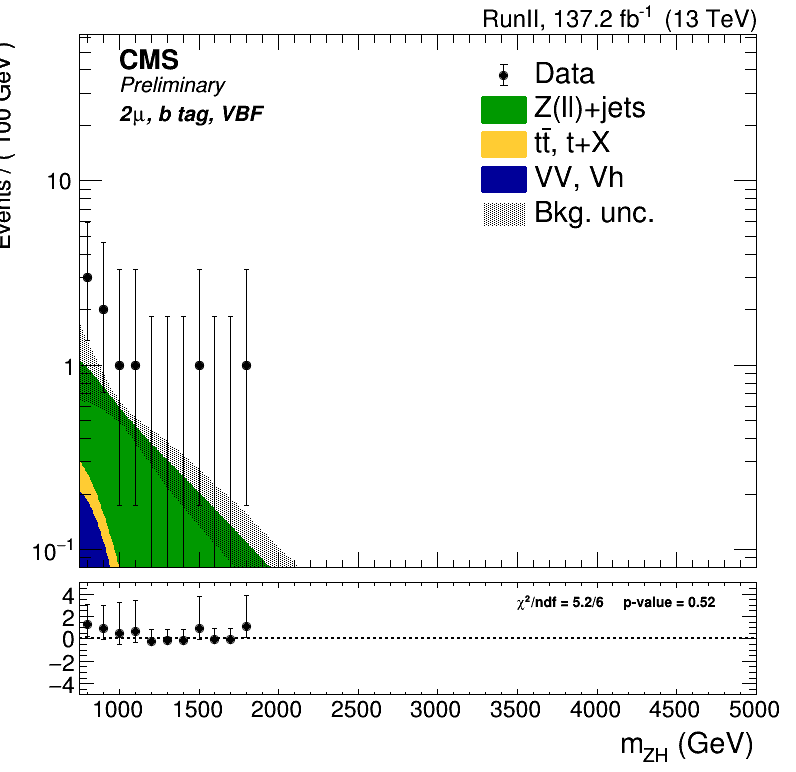 RunII, 137.2 fb⁻¹ (13 TeV)
CMS
Preliminary
2μ, b tag, VBF
Data
Z(ll)+jets
tt̄, t+X
VV, Vh
Bkg. unc.
Events / ( 100 GeV )
10
1
10⁻¹
χ²/ndf = 5.2/6 p-value = 0.52
4
2
0
−2
−4
1000 1500 2000 2500 3000 3500 4000 4500 5000
m_ZH (GeV)